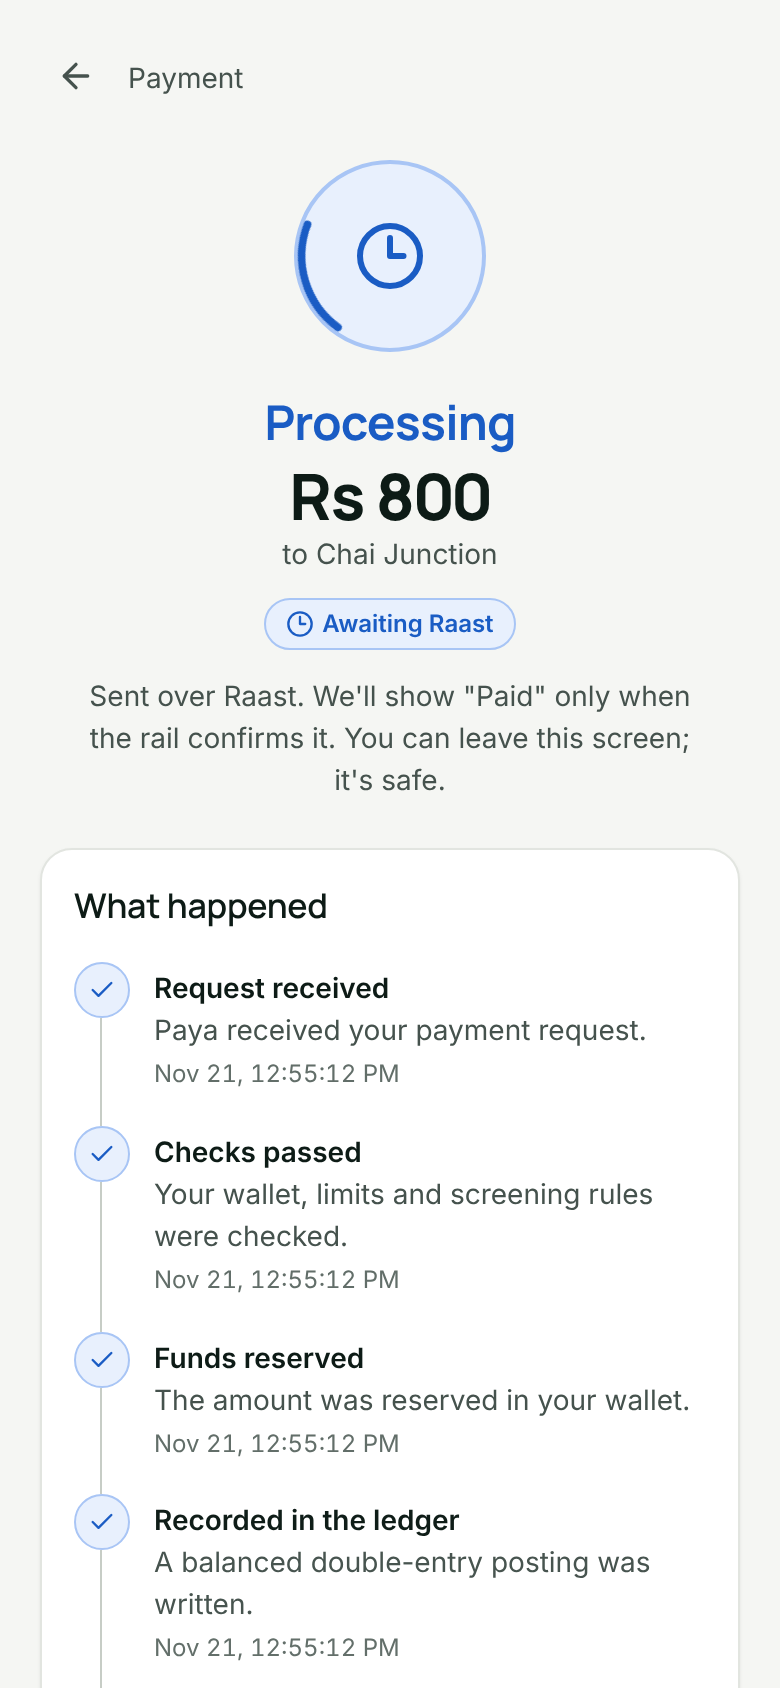 Payment
Processing
Rs 800
to Chai Junction
Awaiting Raast
Sent over Raast. We'll show "Paid" only when
the rail confirms it. You can leave this screen;
it's safe.
What happened
Request received
Paya received your payment request.
Nov 21, 12:55:12 PM
Checks passed
Your wallet, limits and screening rules
were checked.
Nov 21, 12:55:12 PM
Funds reserved
The amount was reserved in your wallet.
Nov 21, 12:55:12 PM
Recorded in the ledger
A balanced double-entry posting was
written.
Nov 21, 12:55:12 PM